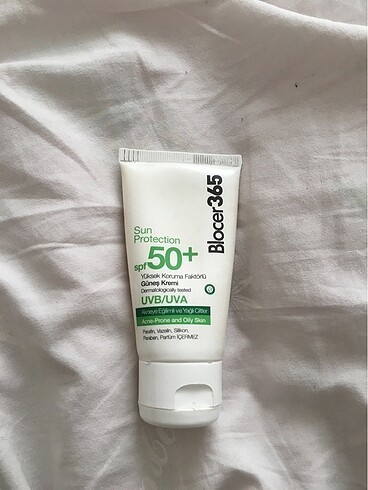 Blocer365
Sun
Protection
spf50+
Yüksek Koruma Faktörlü
Güneş Kremi
Dermatologically tested
UVB/UVA
Akneye Eğilimli ve Yağlı Ciltler
Acne-Prone and Oily Skin
Parafin, Vazelin, Silikon,
Paraben, Parfüm İÇERMEZ